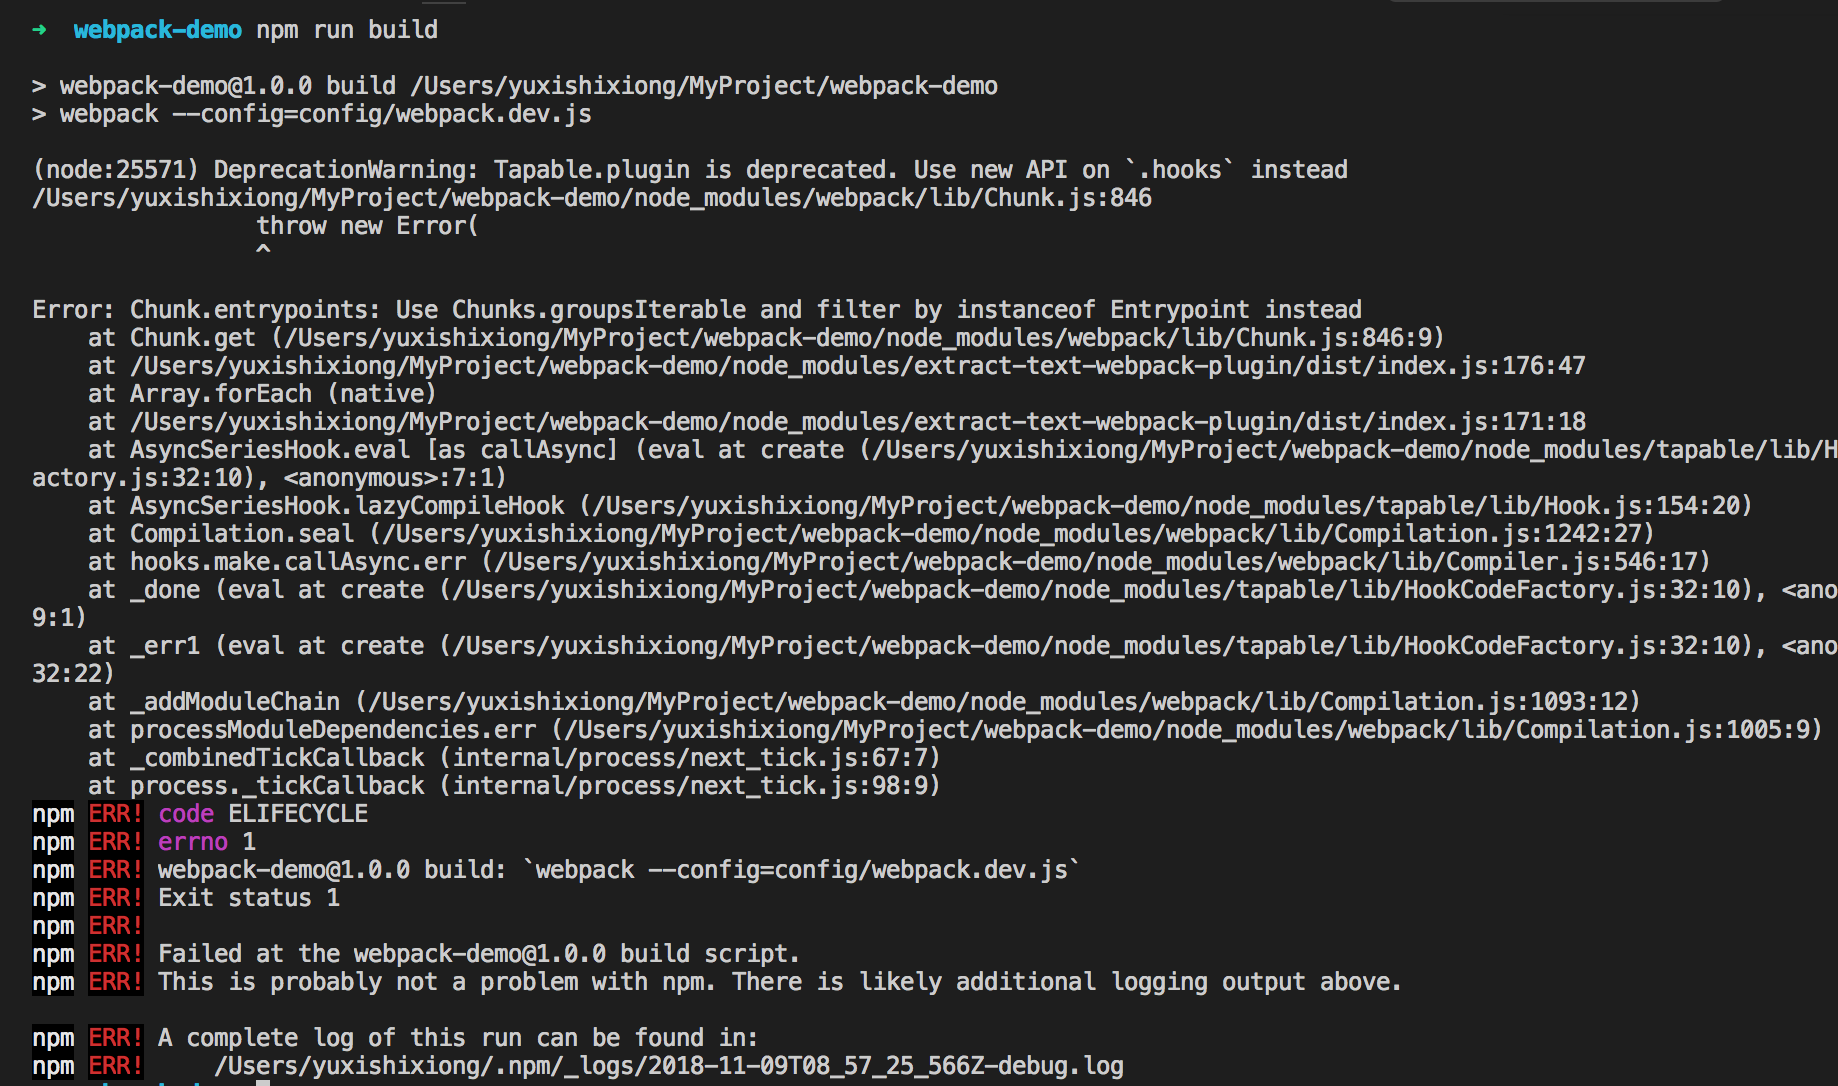 ➜  webpack-demo npm run build
> webpack-demo@1.0.0 build /Users/yuxishixiong/MyProject/webpack-demo
> webpack --config=config/webpack.dev.js
(node:25571) DeprecationWarning: Tapable.plugin is deprecated. Use new API on `.hooks` instead
/Users/yuxishixiong/MyProject/webpack-demo/node_modules/webpack/lib/Chunk.js:846
                throw new Error(
                ^
Error: Chunk.entrypoints: Use Chunks.groupsIterable and filter by instanceof Entrypoint instead
    at Chunk.get (/Users/yuxishixiong/MyProject/webpack-demo/node_modules/webpack/lib/Chunk.js:846:9)
    at /Users/yuxishixiong/MyProject/webpack-demo/node_modules/extract-text-webpack-plugin/dist/index.js:176:47
    at Array.forEach (native)
    at /Users/yuxishixiong/MyProject/webpack-demo/node_modules/extract-text-webpack-plugin/dist/index.js:171:18
    at AsyncSeriesHook.eval [as callAsync] (eval at create (/Users/yuxishixiong/MyProject/webpack-demo/node_modules/tapable/lib/H
actory.js:32:10), <anonymous>:7:1)
    at AsyncSeriesHook.lazyCompileHook (/Users/yuxishixiong/MyProject/webpack-demo/node_modules/tapable/lib/Hook.js:154:20)
    at Compilation.seal (/Users/yuxishixiong/MyProject/webpack-demo/node_modules/webpack/lib/Compilation.js:1242:27)
    at hooks.make.callAsync.err (/Users/yuxishixiong/MyProject/webpack-demo/node_modules/webpack/lib/Compiler.js:546:17)
    at _done (eval at create (/Users/yuxishixiong/MyProject/webpack-demo/node_modules/tapable/lib/HookCodeFactory.js:32:10), <ano
9:1)
    at _err1 (eval at create (/Users/yuxishixiong/MyProject/webpack-demo/node_modules/tapable/lib/HookCodeFactory.js:32:10), <ano
32:22)
    at _addModuleChain (/Users/yuxishixiong/MyProject/webpack-demo/node_modules/webpack/lib/Compilation.js:1093:12)
    at processModuleDependencies.err (/Users/yuxishixiong/MyProject/webpack-demo/node_modules/webpack/lib/Compilation.js:1005:9)
    at _combinedTickCallback (internal/process/next_tick.js:67:7)
    at process._tickCallback (internal/process/next_tick.js:98:9)
npm ERR! code ELIFECYCLE
npm ERR! errno 1
npm ERR! webpack-demo@1.0.0 build: `webpack --config=config/webpack.dev.js`
npm ERR! Exit status 1
npm ERR!
npm ERR! Failed at the webpack-demo@1.0.0 build script.
npm ERR! This is probably not a problem with npm. There is likely additional logging output above.
npm ERR! A complete log of this run can be found in:
npm ERR!     /Users/yuxishixiong/.npm/_logs/2018-11-09T08_57_25_566Z-debug.log